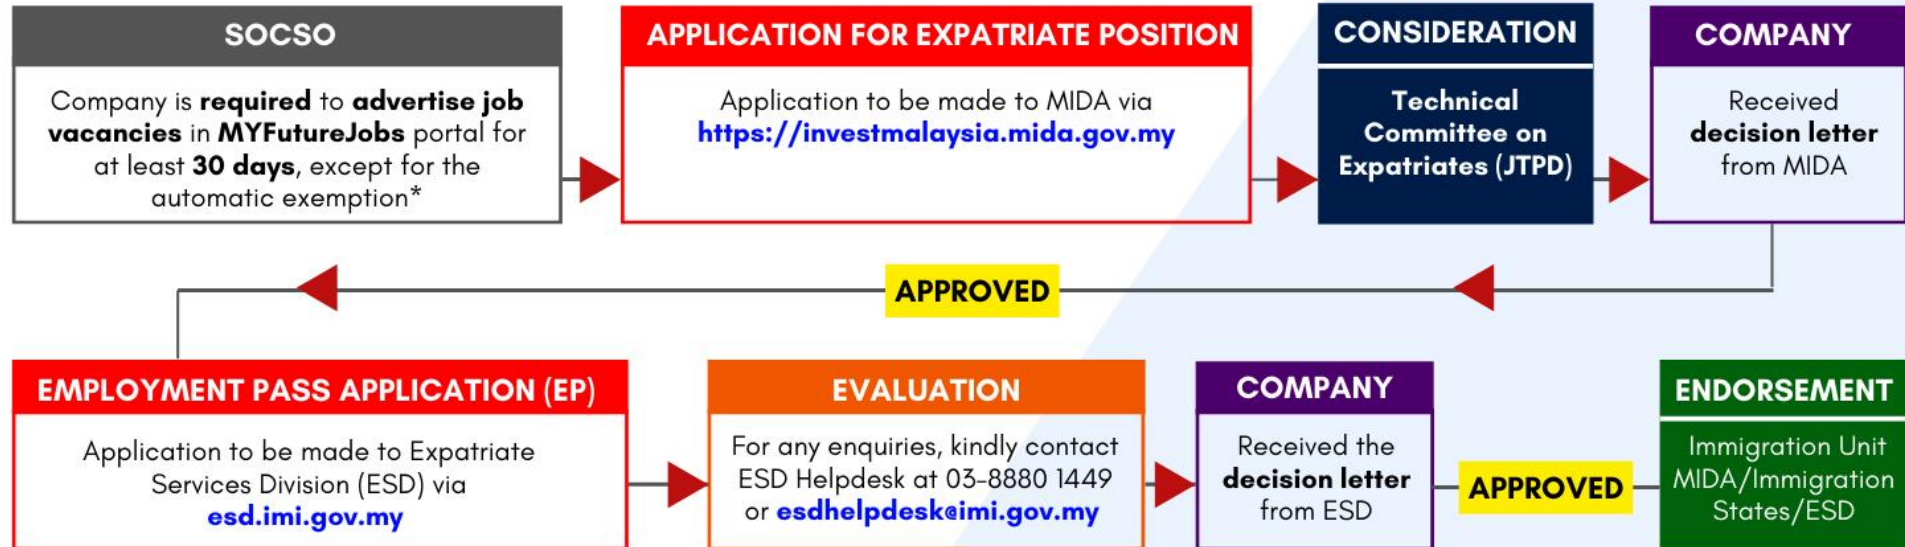 SOCSO
Company is required to advertise job
vacancies in MYFutureJobs portal for
at least 30 days, except for the
automatic exemption*
APPLICATION FOR EXPATRIATE POSITION
Application to be made to MIDA via
https://investmalaysia.mida.gov.my
CONSIDERATION
Technical
Committee on
Expatriates (JTPD)
COMPANY
Received
decision letter
from MIDA
APPROVED
EMPLOYMENT PASS APPLICATION (EP)
Application to be made to Expatriate
Services Division (ESD) via
esd.imi.gov.my
EVALUATION
For any enquiries, kindly contact
ESD Helpdesk at 03-8880 1449
or esdhelpdesk@imi.gov.my
COMPANY
Received the
decision letter
from ESD
APPROVED
ENDORSEMENT
Immigration Unit
MIDA/Immigration
States/ESD